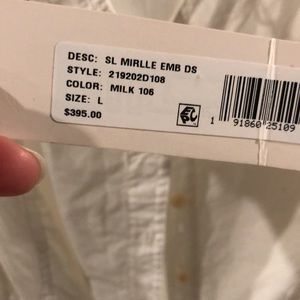 DESC: SL MIRLLE EMB DS
STYLE: 219202D108
COLOR: MILK 106
SIZE: L
$395.00
1 91860 25109